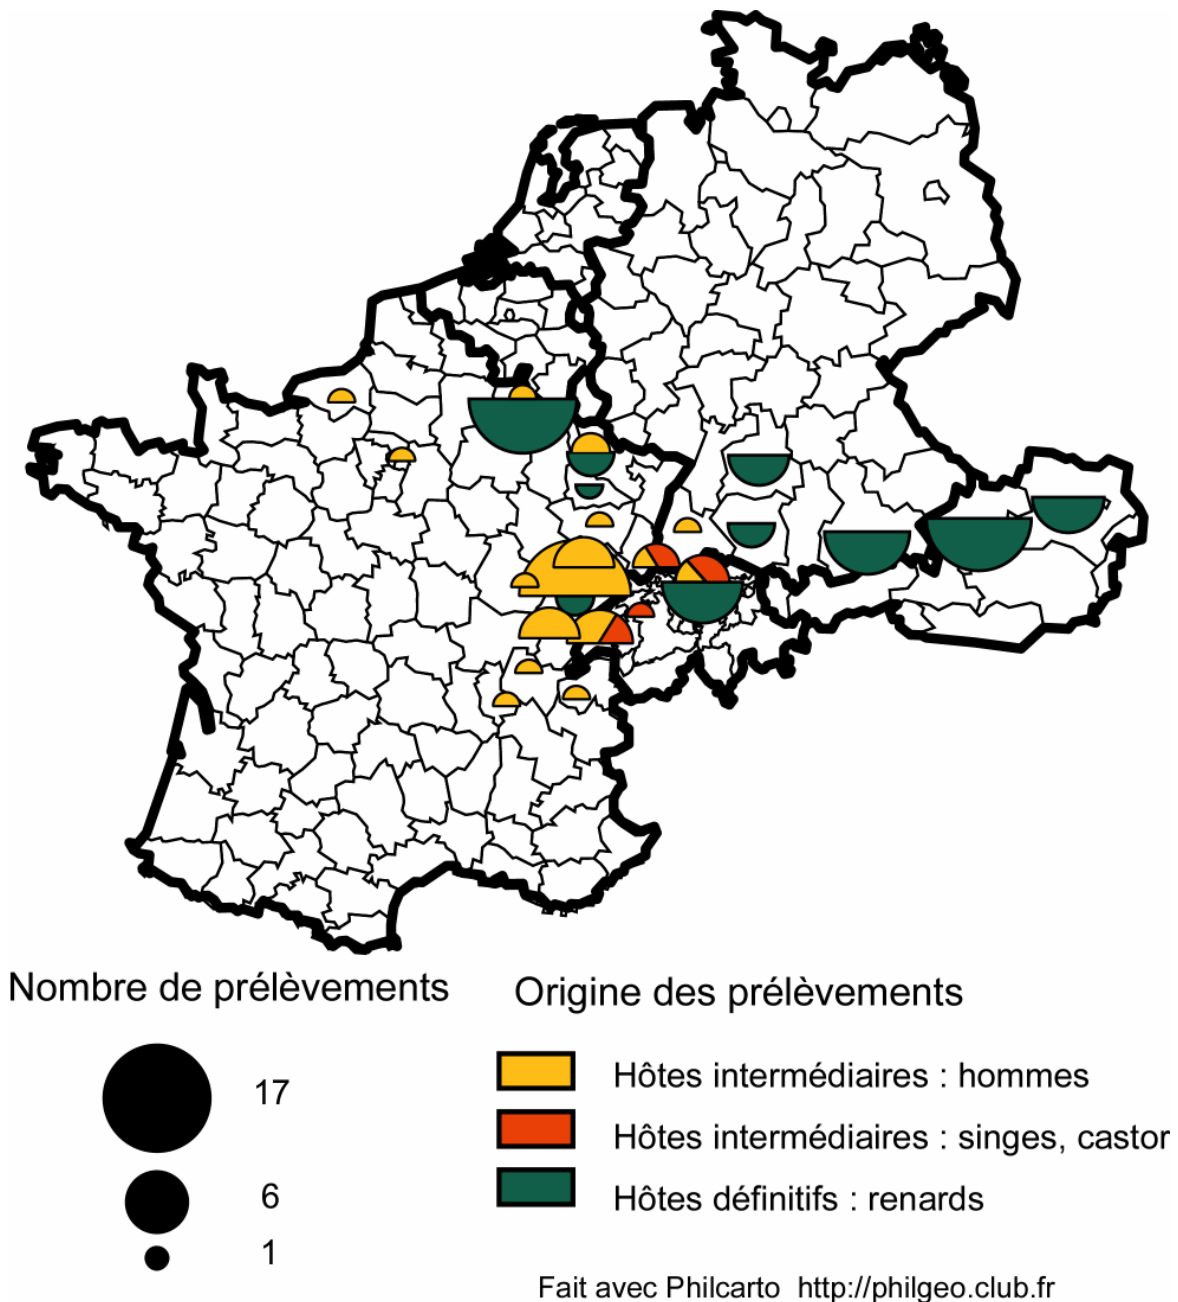 Nombre de prélèvements
17
6
1
Origine des prélèvements
Hôtes intermédiaires : hommes
Hôtes intermédiaires : singes, castor
Hôtes définitifs : renards
Fait avec Philcarto  http://philgeo.club.fr